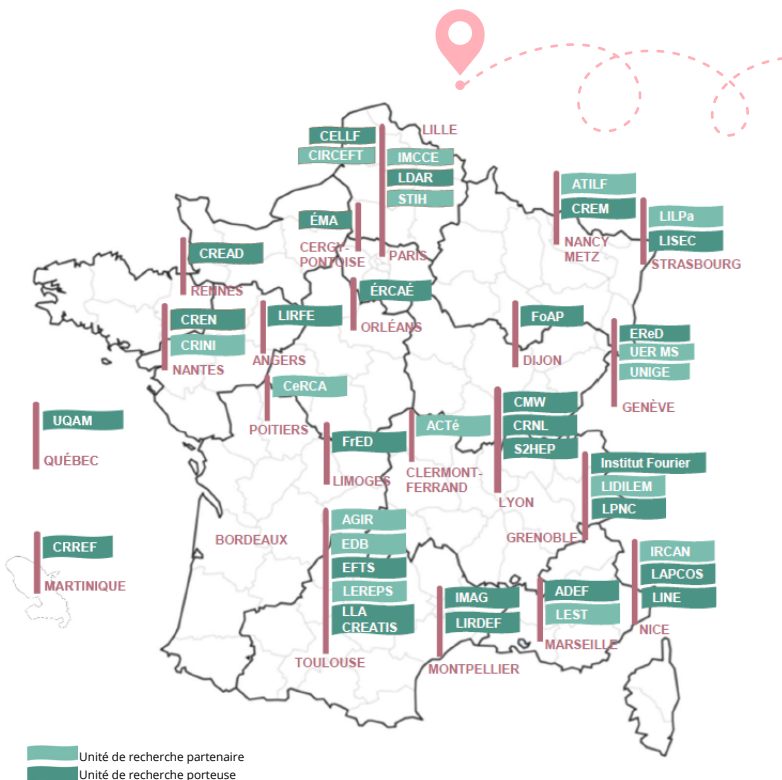 LILLE
CELLF
CIRCEFT
IMCCE
LDAR
STIH
PARIS
ÉMA
CERGY-
PONTOISE
ATILF
CREM
NANCY
METZ
LILPa
LISEC
STRASBOURG
CREAD
RENNES
ÉRCAÉ
ORLÉANS
CREN
CRINI
NANTES
LIRFE
ANGERS
FoAP
DIJON
EReD
UER MS
UNIGE
GENÈVE
CeRCA
POITIERS
UQAM
QUÉBEC
FrED
LIMOGES
ACTé
CLERMONT-
FERRAND
CMW
CRNL
S2HEP
LYON
Institut Fourier
LIDILEM
LPNC
GRENOBLE
CRREF
MARTINIQUE
BORDEAUX
AGIR
EDB
EFTS
LEREPS
LLA
CREATIS
TOULOUSE
IMAG
LIRDEF
MONTPELLIER
ADEF
LEST
MARSEILLE
IRCAN
LAPCOS
LINE
NICE
Unité de recherche partenaire
Unité de recherche porteuse